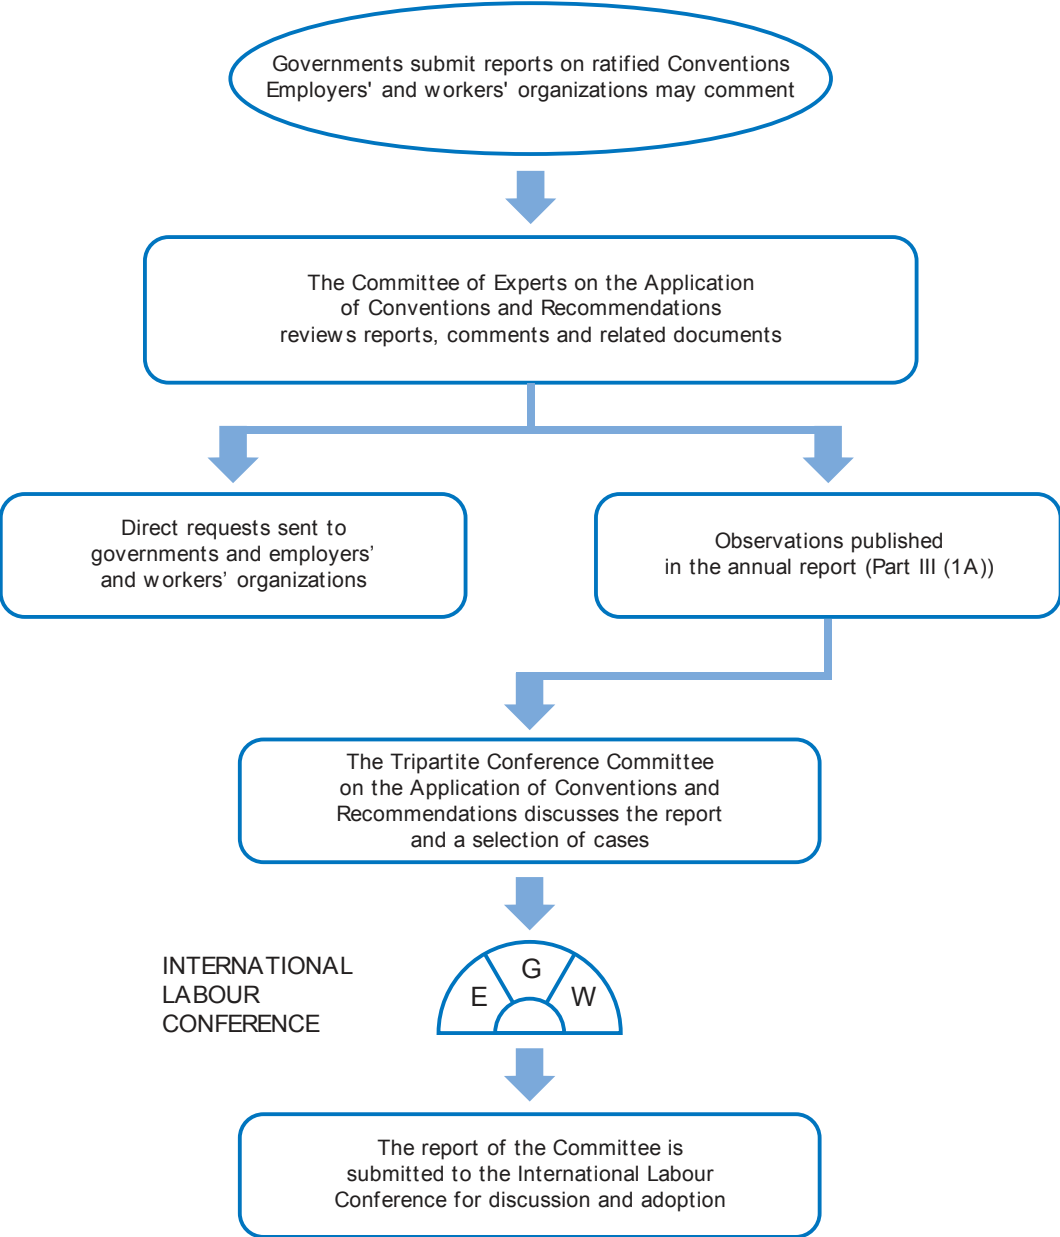 Governments submit reports on ratified Conventions
Employers' and workers' organizations may comment
The Committee of Experts on the Application
of Conventions and Recommendations
reviews reports, comments and related documents
Direct requests sent to
governments and employers’
and workers’ organizations
Observations published
in the annual report (Part III (1A))
The Tripartite Conference Committee
on the Application of Conventions and
Recommendations discusses the report
and a selection of cases
INTERNATIONAL
LABOUR
CONFERENCE
E G W
The report of the Committee is
submitted to the International Labour
Conference for discussion and adoption